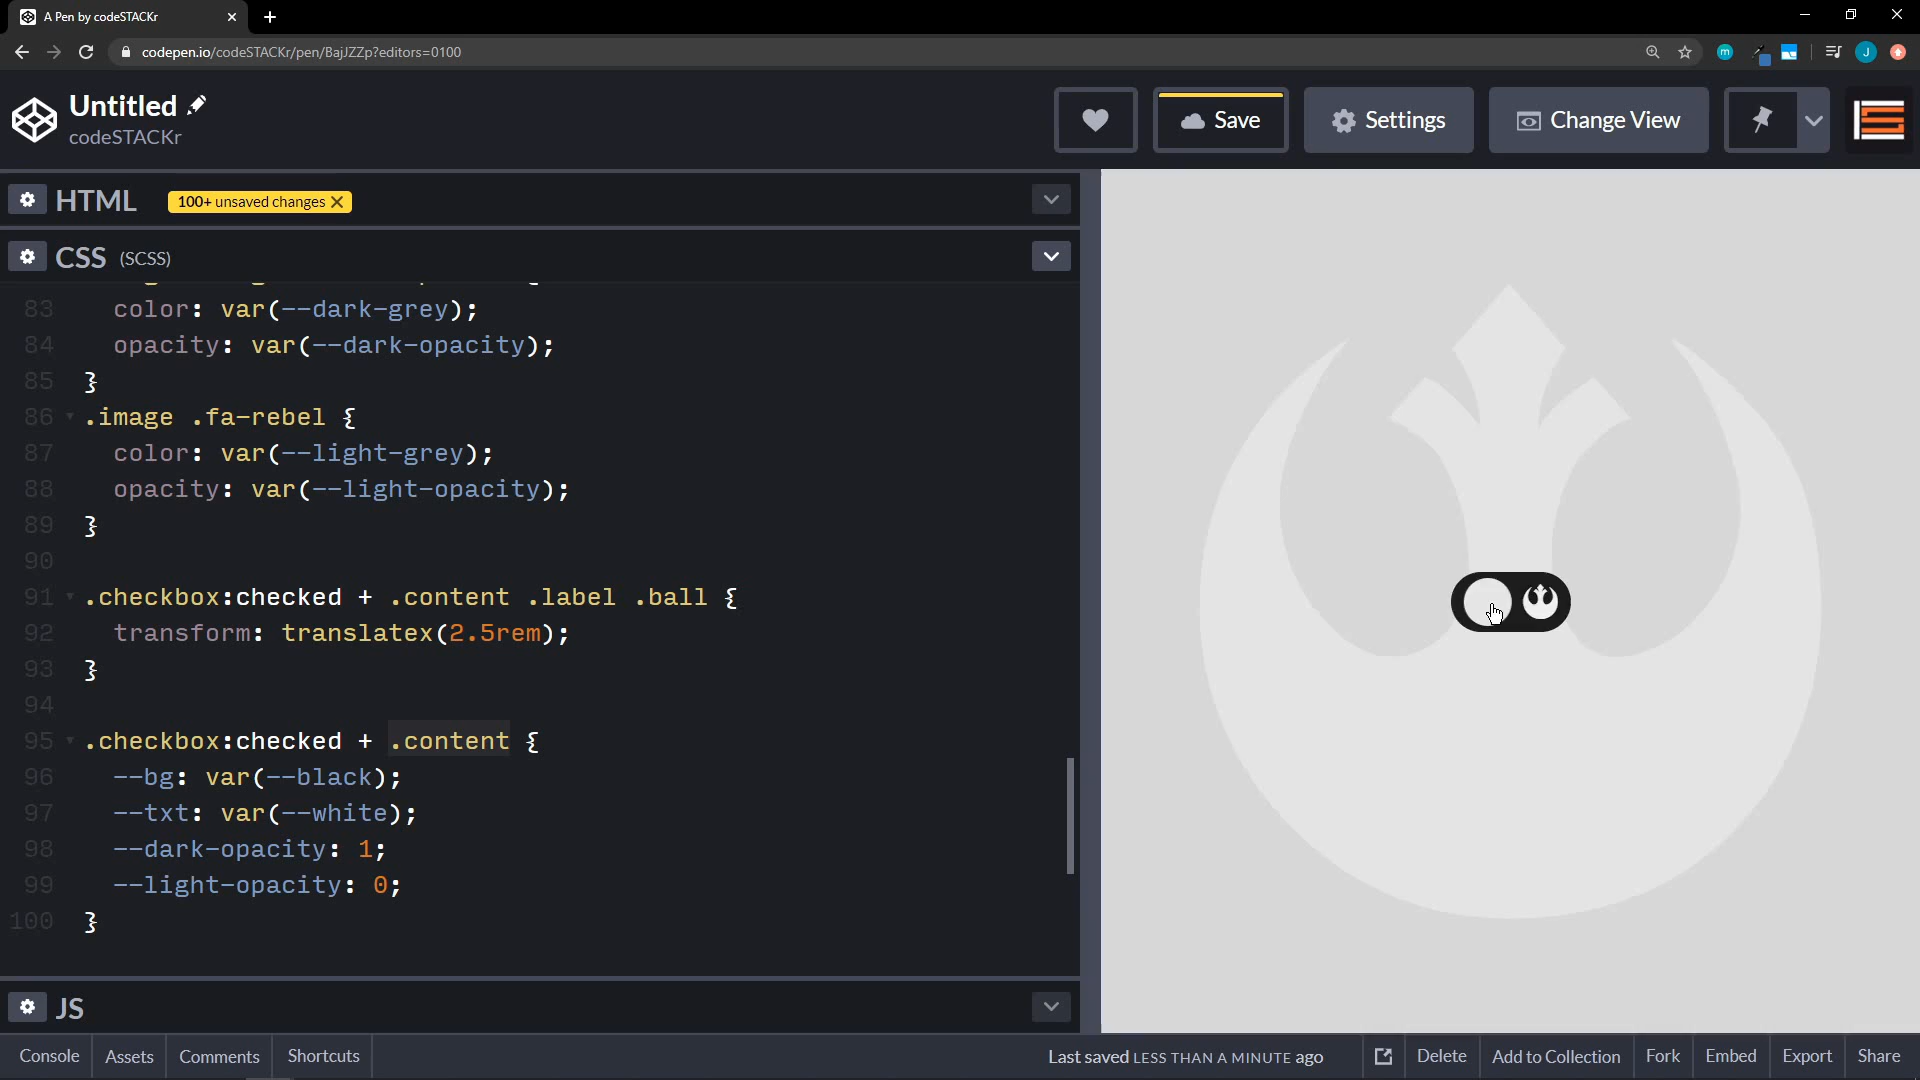 A Pen by codeSTACKr
codepen.io/codeSTACKr/pen/BajJZZp?editors=0100
m
J
Untitled
codeSTACKr
Save
Settings
Change View
HTML
100+ unsaved changes
CSS (SCSS)
83 color: var(--dark-grey);
84 opacity: var(--dark-opacity);
85 }
86 .image .fa-rebel {
87 color: var(--light-grey);
88 opacity: var(--light-opacity);
89 }
90
91 .checkbox:checked + .content .label .ball {
92 transform: translatex(2.5rem);
93 }
94
95 .checkbox:checked + .content {
96 --bg: var(--black);
97 --txt: var(--white);
98 --dark-opacity: 1;
99 --light-opacity: 0;
100 }
JS
Console Assets Comments Shortcuts Last saved LESS THAN A MINUTE ago Delete Add to Collection Fork Embed Export Share